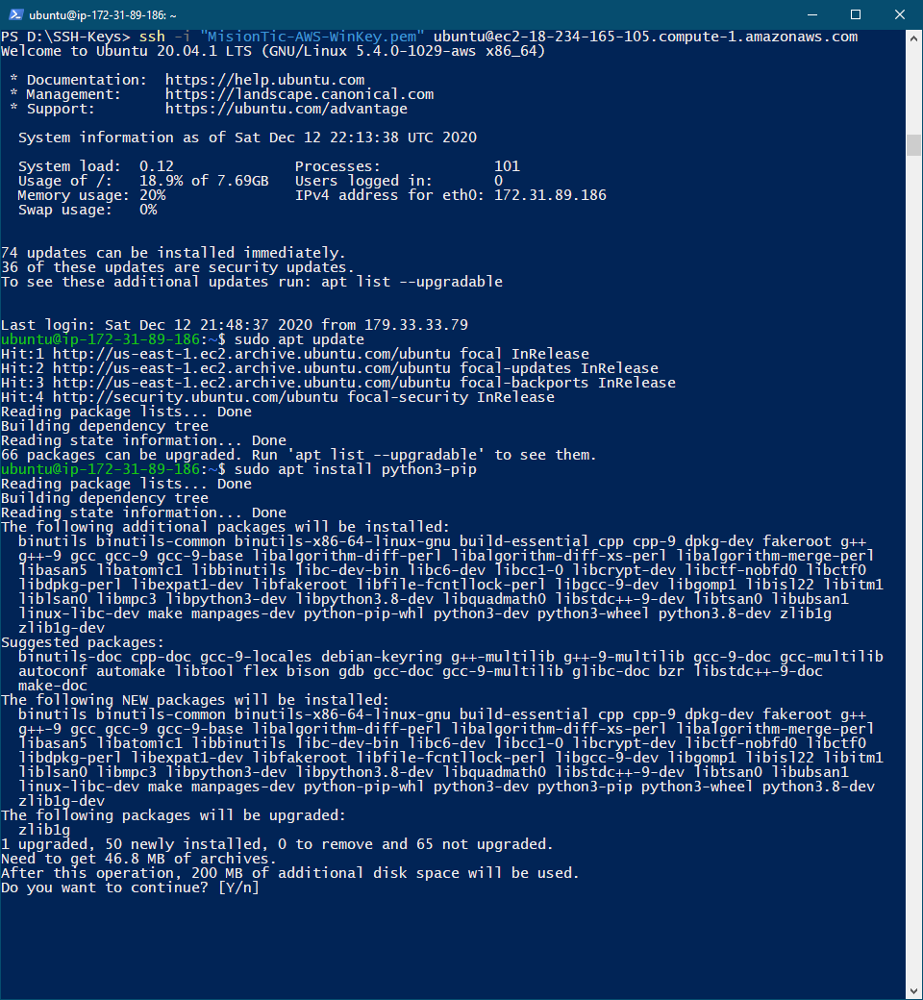 ubuntu@ip-172-31-89-186: ~
PS D:\SSH-Keys> ssh -i "MisionTic-AWS-WinKey.pem" ubuntu@ec2-18-234-165-105.compute-1.amazonaws.com
Welcome to Ubuntu 20.04.1 LTS (GNU/Linux 5.4.0-1029-aws x86_64)
 * Documentation:  https://help.ubuntu.com
 * Management:     https://landscape.canonical.com
 * Support:        https://ubuntu.com/advantage
  System information as of Sat Dec 12 22:13:38 UTC 2020
  System load:  0.12              Processes:             101
  Usage of /:   18.9% of 7.69GB   Users logged in:       0
  Memory usage: 20%               IPv4 address for eth0: 172.31.89.186
  Swap usage:   0%
74 updates can be installed immediately.
36 of these updates are security updates.
To see these additional updates run: apt list --upgradable
Last login: Sat Dec 12 21:48:37 2020 from 179.33.33.79
ubuntu@ip-172-31-89-186:~$ sudo apt update
Hit:1 http://us-east-1.ec2.archive.ubuntu.com/ubuntu focal InRelease
Hit:2 http://us-east-1.ec2.archive.ubuntu.com/ubuntu focal-updates InRelease
Hit:3 http://us-east-1.ec2.archive.ubuntu.com/ubuntu focal-backports InRelease
Hit:4 http://security.ubuntu.com/ubuntu focal-security InRelease
Reading package lists... Done
Building dependency tree
Reading state information... Done
66 packages can be upgraded. Run 'apt list --upgradable' to see them.
ubuntu@ip-172-31-89-186:~$ sudo apt install python3-pip
Reading package lists... Done
Building dependency tree
Reading state information... Done
The following additional packages will be installed:
  binutils binutils-common binutils-x86-64-linux-gnu build-essential cpp cpp-9 dpkg-dev fakeroot g++
  g++-9 gcc gcc-9 gcc-9-base libalgorithm-diff-perl libalgorithm-diff-xs-perl libalgorithm-merge-perl
  libasan5 libatomic1 libbinutils libc-dev-bin libc6-dev libcc1-0 libcrypt-dev libctf-nobfd0 libctf0
  libdpkg-perl libexpat1-dev libfakeroot libfile-fcntllock-perl libgcc-9-dev libgomp1 libisl22 libitm1
  liblsan0 libmpc3 libpython3-dev libpython3.8-dev libquadmath0 libstdc++-9-dev libtsan0 libubsan1
  linux-libc-dev make manpages-dev python-pip-whl python3-dev python3-wheel python3.8-dev zlib1g
  zlib1g-dev
Suggested packages:
  binutils-doc cpp-doc gcc-9-locales debian-keyring g++-multilib g++-9-multilib gcc-9-doc gcc-multilib
  autoconf automake libtool flex bison gdb gcc-doc gcc-9-multilib glibc-doc bzr libstdc++-9-doc
  make-doc
The following NEW packages will be installed:
  binutils binutils-common binutils-x86-64-linux-gnu build-essential cpp cpp-9 dpkg-dev fakeroot g++
  g++-9 gcc gcc-9 gcc-9-base libalgorithm-diff-perl libalgorithm-diff-xs-perl libalgorithm-merge-perl
  libasan5 libatomic1 libbinutils libc-dev-bin libc6-dev libcc1-0 libcrypt-dev libctf-nobfd0 libctf0
  libdpkg-perl libexpat1-dev libfakeroot libfile-fcntllock-perl libgcc-9-dev libgomp1 libisl22 libitm1
  liblsan0 libmpc3 libpython3-dev libpython3.8-dev libquadmath0 libstdc++-9-dev libtsan0 libubsan1
  linux-libc-dev make manpages-dev python-pip-whl python3-dev python3-pip python3-wheel python3.8-dev
  zlib1g-dev
The following packages will be upgraded:
  zlib1g
1 upgraded, 50 newly installed, 0 to remove and 65 not upgraded.
Need to get 46.8 MB of archives.
After this operation, 200 MB of additional disk space will be used.
Do you want to continue? [Y/n]